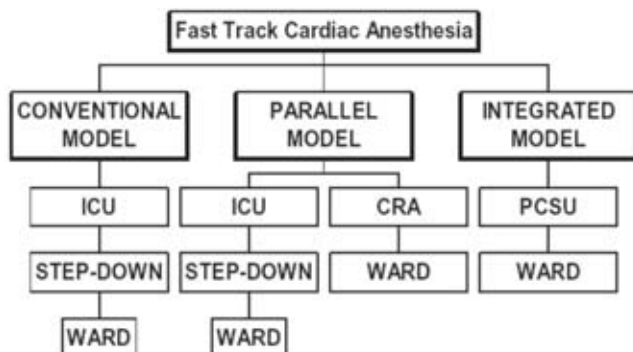 Fast Track Cardiac Anesthesia
CONVENTIONAL
MODEL
PARALLEL
MODEL
INTEGRATED
MODEL
ICU
ICU
CRA
PCSU
STEP-DOWN
STEP-DOWN
WARD
WARD
WARD
WARD